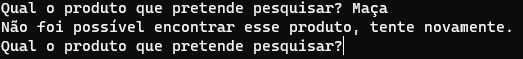 Qual o produto que pretende pesquisar? Maça
Não foi possível encontrar esse produto, tente novamente.
Qual o produto que pretende pesquisar?